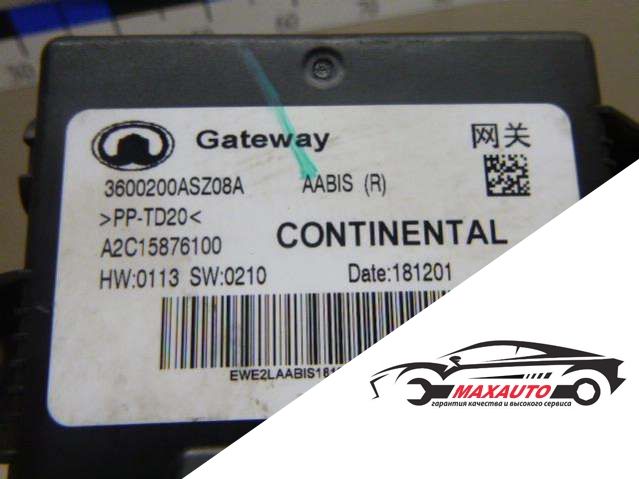 Gateway 网关
3600200ASZ08A AABIS (R)
>PP-TD20<
A2C15876100 CONTINENTAL
HW:0113 SW:0210 Date:181201
MAXAUTO
гарантия качества и высокого сервиса